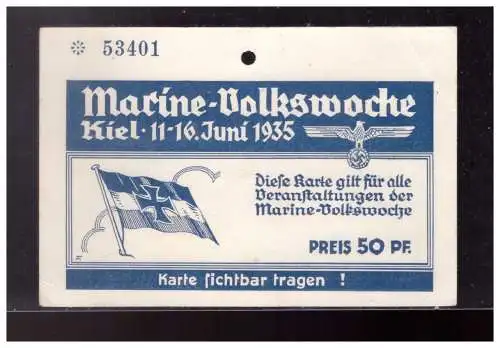 ※ 53401
Marine-Volkswoche
Kiel · 11-16. Juni 1935
Diese Karte gilt für alle
Veranstaltungen der
Marine-Volkswoche
PREIS 50 PF.
Karte sichtbar tragen !